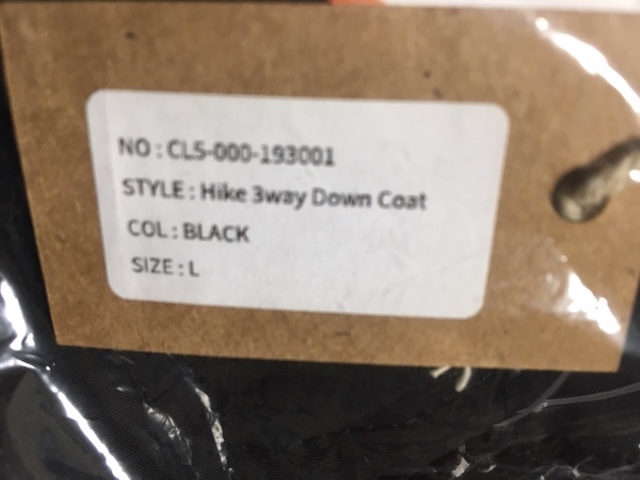 NO : CL5-000-193001
STYLE : Hike 3way Down Coat
COL : BLACK
SIZE : L